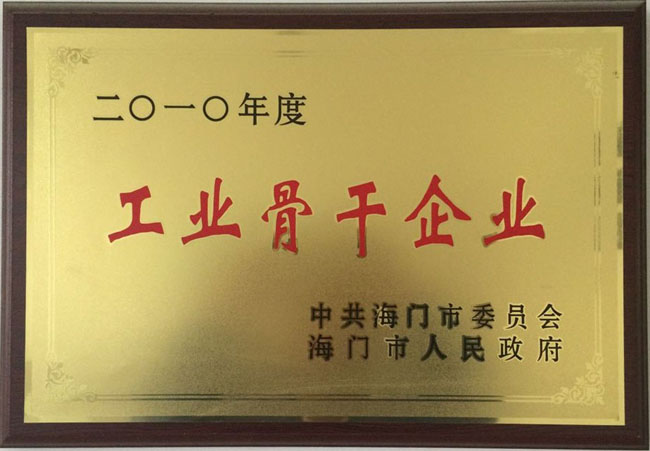 二〇一〇年度
工业骨干企业
中共海门市委员会
海门市人民政府